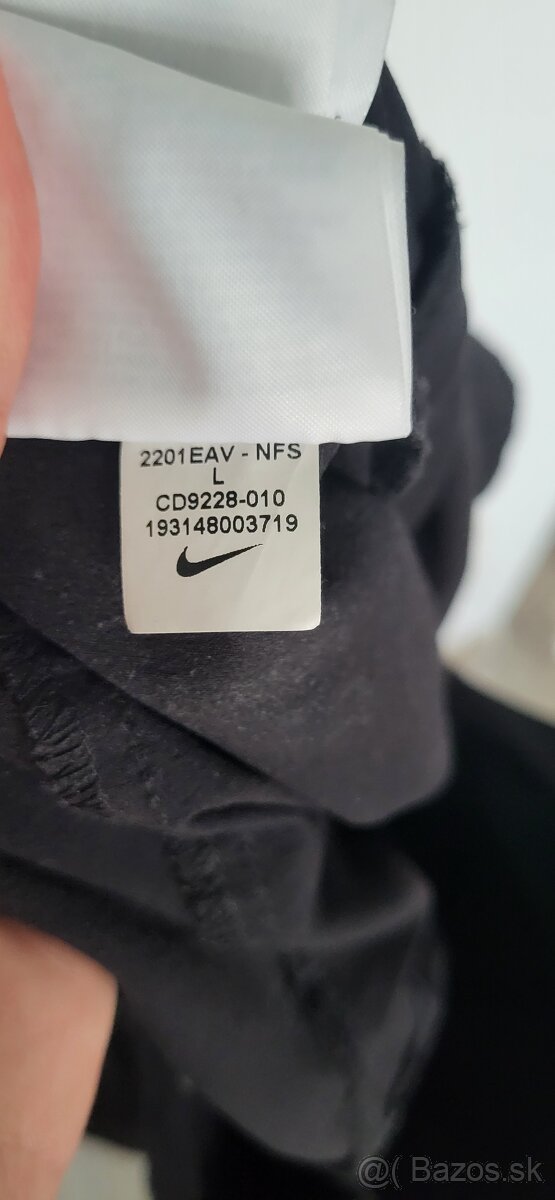 2201EAV - NFS
L
CD9228-010
193148003719
@( Bazos.sk